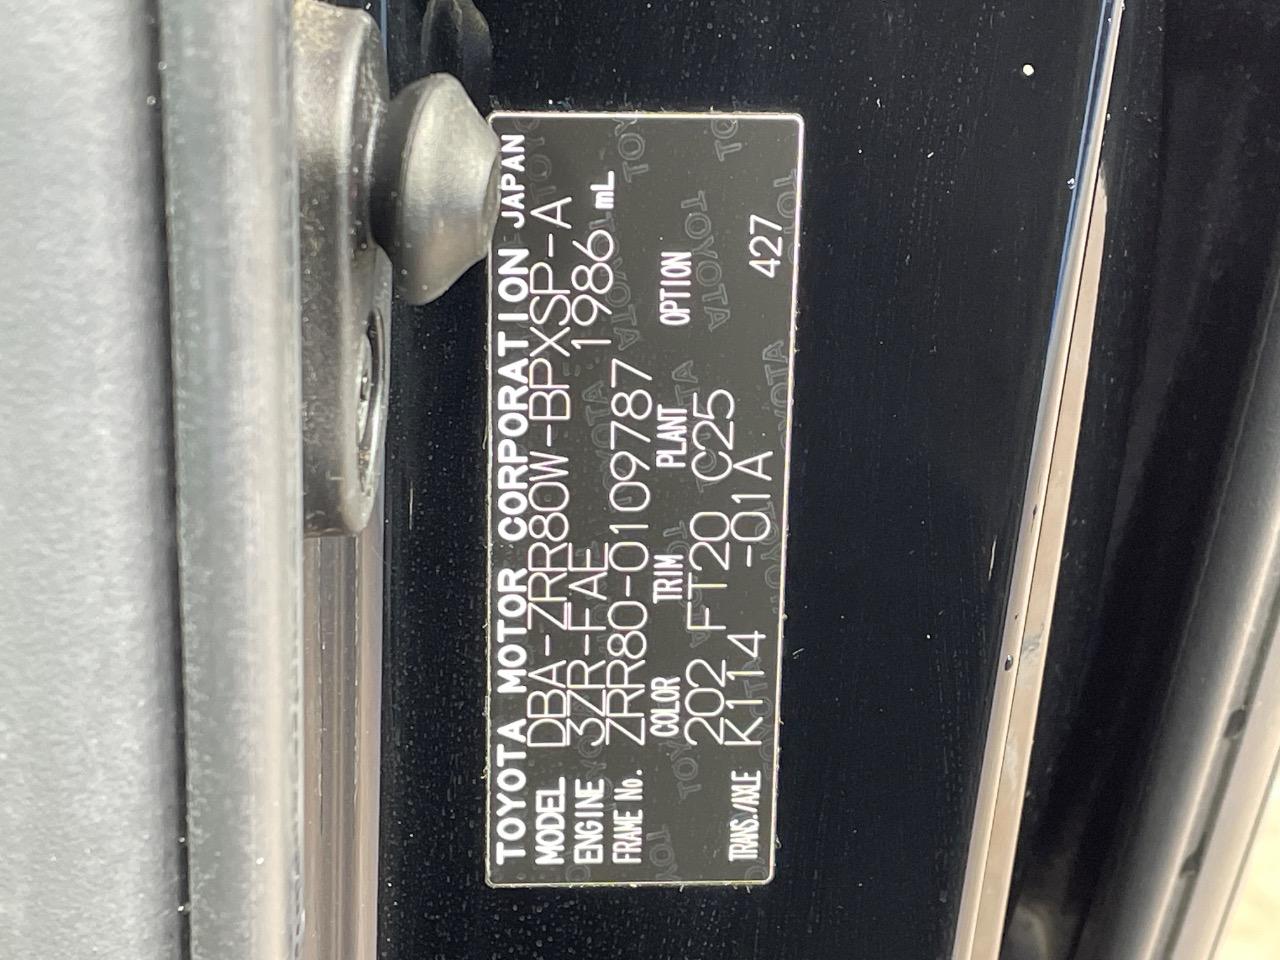 TOYOTA MOTOR CORPORATION JAPAN
MODEL DBA-ZRR80W-BPXSP-A
ENGINE 3ZR-FAE 1986 mL
FRAME No. ZRR80-0109787
COLOR TRIM PLANT OPTION
202 FT20 C25
TRANS./AXLE K114 -01A 427